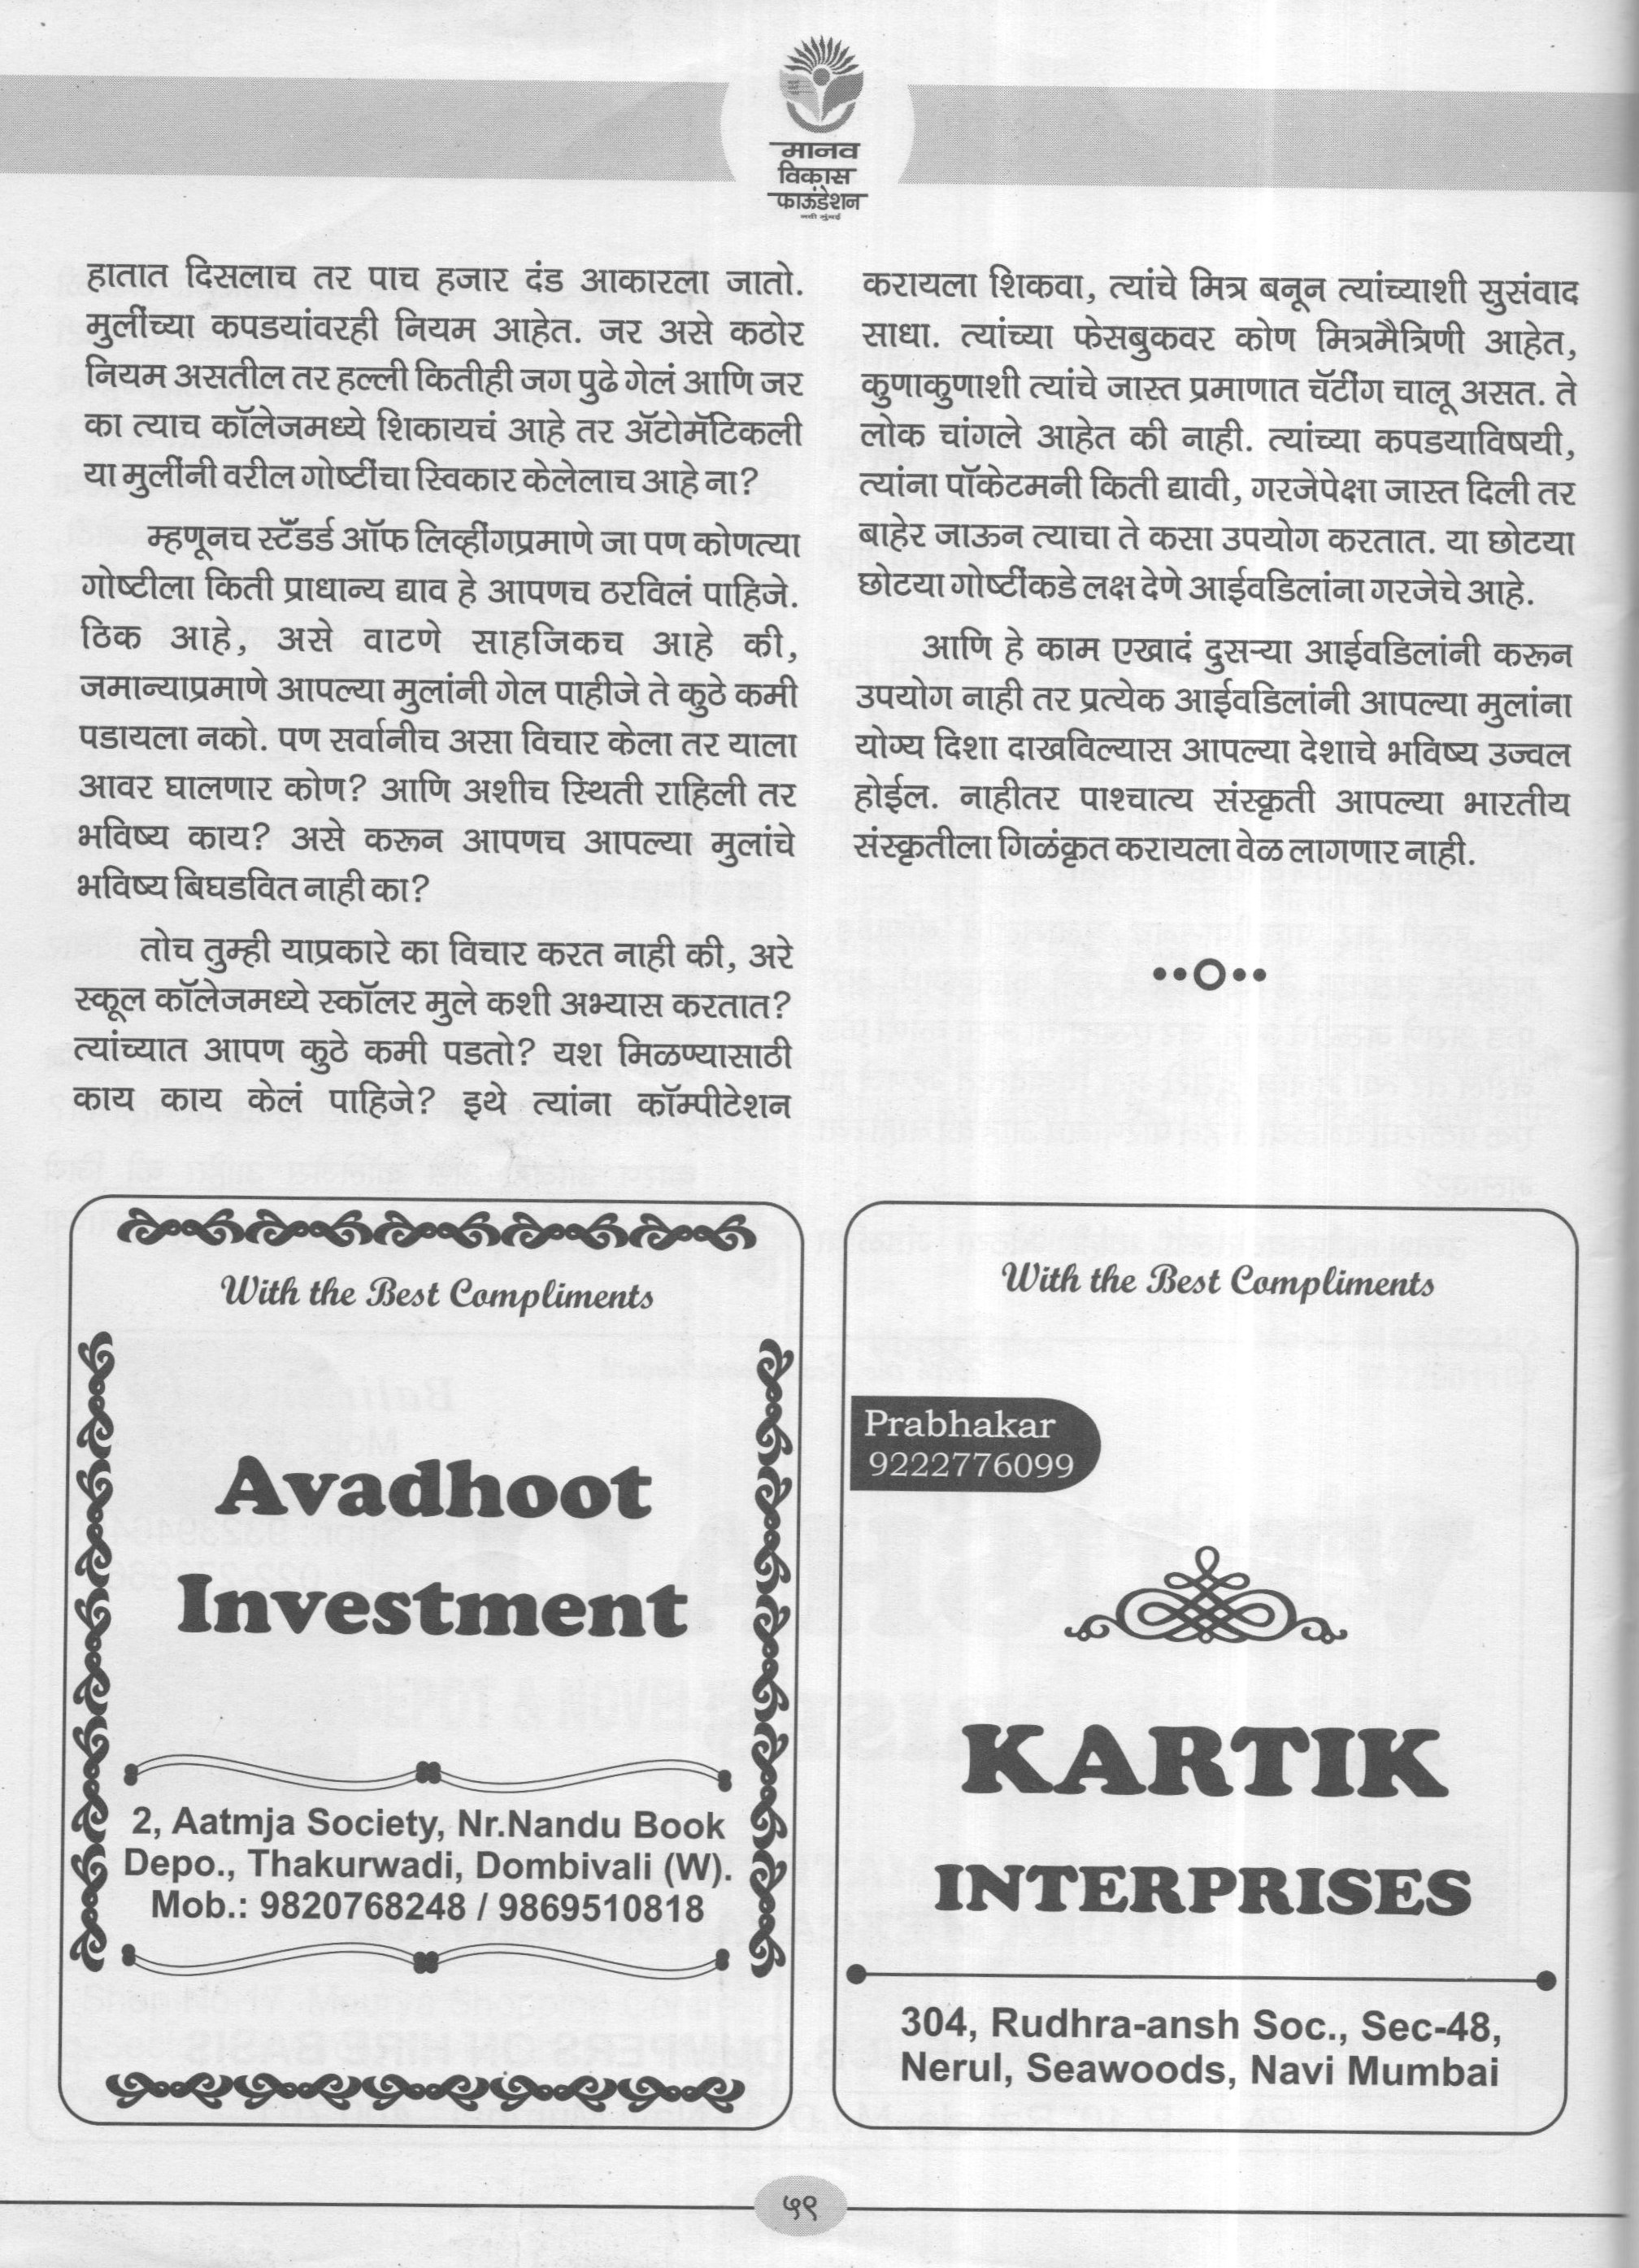 मानव
विकास
फाऊंडेशन
नवी मुंबई
हातात दिसलाच तर पाच हजार दंड आकारला जातो.
मुलींच्या कपडयांवरही नियम आहेत. जर असे कठोर
नियम असतील तर हल्ली कितीही जग पुढे गेलं आणि जर
का त्याच कॉलेजमध्ये शिकायचं आहे तर ॲटोमॅटिकली
या मुलींनी वरील गोष्टींचा स्विकार केलेलाच आहे ना?
म्हणूनच स्टँडर्ड ऑफ लिव्हींगप्रमाणे जा पण कोणत्या
गोष्टीला किती प्राधान्य द्याव हे आपणच ठरविलं पाहिजे.
ठिक आहे, असे वाटणे साहजिकच आहे की,
जमान्याप्रमाणे आपल्या मुलांनी गेल पाहीजे ते कुठे कमी
पडायला नको. पण सर्वानीच असा विचार केला तर याला
आवर घालणार कोण? आणि अशीच स्थिती राहिली तर
भविष्य काय? असे करून आपणच आपल्या मुलांचे
भविष्य बिघडवित नाही का?
तोच तुम्ही याप्रकारे का विचार करत नाही की, अरे
स्कूल कॉलेजमध्ये स्कॉलर मुले कशी अभ्यास करतात?
त्यांच्यात आपण कुठे कमी पडतो? यश मिळण्यासाठी
काय काय केलं पाहिजे? इथे त्यांना कॉम्पीटेशन
करायला शिकवा, त्यांचे मित्र बनून त्यांच्याशी सुसंवाद
साधा. त्यांच्या फेसबुकवर कोण मित्रमैत्रिणी आहेत,
कुणाकुणाशी त्यांचे जास्त प्रमाणात चॅटींग चालू असत. ते
लोक चांगले आहेत की नाही. त्यांच्या कपडयाविषयी,
त्यांना पॉकेटमनी किती द्यावी, गरजेपेक्षा जास्त दिली तर
बाहेर जाऊन त्याचा ते कसा उपयोग करतात. या छोटया
छोटया गोष्टींकडे लक्ष देणे आईवडिलांना गरजेचे आहे.
आणि हे काम एखादं दुसऱ्या आईवडिलांनी करून
उपयोग नाही तर प्रत्येक आईवडिलांनी आपल्या मुलांना
योग्य दिशा दाखविल्यास आपल्या देशाचे भविष्य उज्वल
होईल. नाहीतर पाश्चात्य संस्कृती आपल्या भारतीय
संस्कृतीला गिळंकृत करायला वेळ लागणार नाही.
With the Best Compliments
Avadhoot
Investment
2, Aatmja Society, Nr.Nandu Book
Depo., Thakurwadi, Dombivali (W).
Mob.: 9820768248 / 9869510818
With the Best Compliments
Prabhakar
9222776099
KARTIK
INTERPRISES
304, Rudhra-ansh Soc., Sec-48,
Nerul, Seawoods, Navi Mumbai
५९